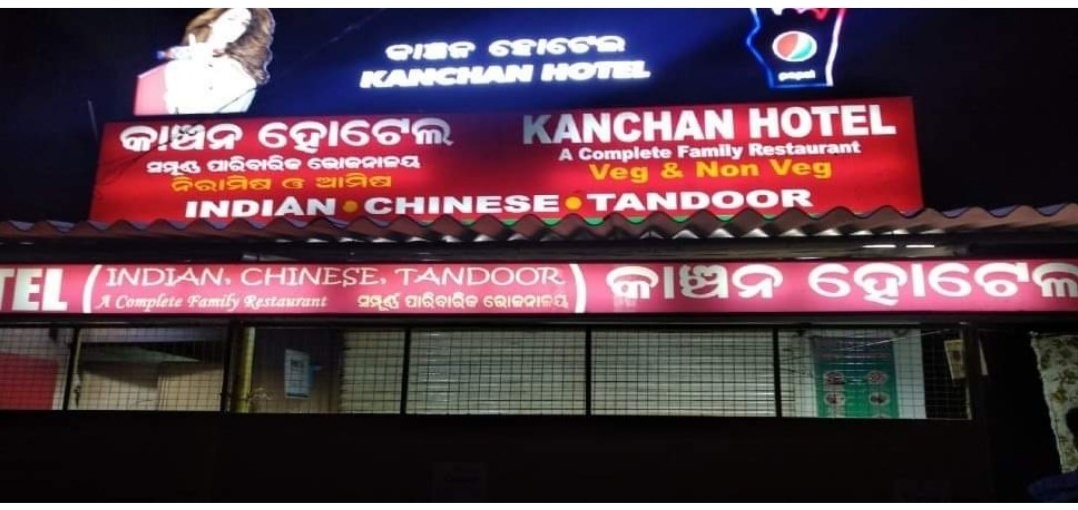 କାଞ୍ଚନ ହୋଟେଲ
KANCHAN HOTEL
pepsi
କାଞ୍ଚନ ହୋଟେଲ
ସମ୍ପୂର୍ଣ୍ଣ ପାରିବାରିକ ଭୋଜନାଳୟ
ନିରାମିଷ ଓ ଆମିଷ
KANCHAN HOTEL
A Complete Family Restaurant
Veg & Non Veg
INDIAN • CHINESE • TANDOOR
TEL (INDIAN, CHINESE, TANDOOR) କାଞ୍ଚନ ହୋଟେଲ
A Complete Family Restaurant ସମ୍ପୂର୍ଣ୍ଣ ପାରିବାରିକ ଭୋଜନାଳୟ